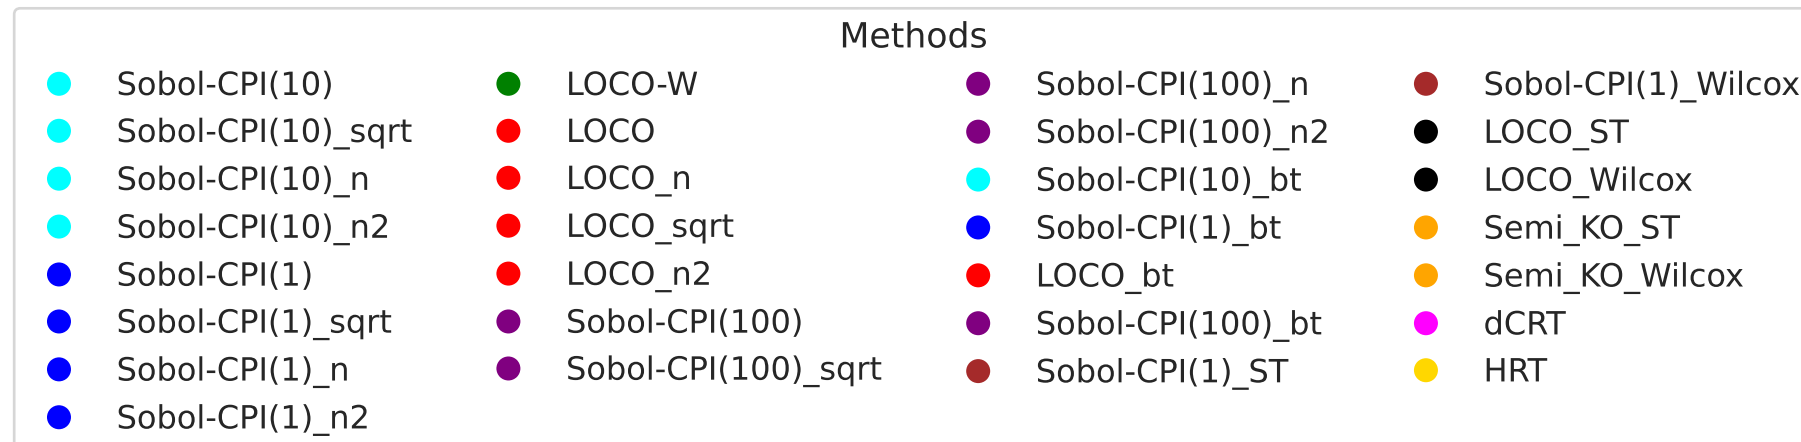 Methods
Sobol-CPI(10)
Sobol-CPI(10)_sqrt
Sobol-CPI(10)_n
Sobol-CPI(10)_n2
Sobol-CPI(1)
Sobol-CPI(1)_sqrt
Sobol-CPI(1)_n
Sobol-CPI(1)_n2
LOCO-W
LOCO
LOCO_n
LOCO_sqrt
LOCO_n2
Sobol-CPI(100)
Sobol-CPI(100)_sqrt
Sobol-CPI(100)_n
Sobol-CPI(100)_n2
Sobol-CPI(10)_bt
Sobol-CPI(1)_bt
LOCO_bt
Sobol-CPI(100)_bt
Sobol-CPI(1)_ST
Sobol-CPI(1)_Wilcox
LOCO_ST
LOCO_Wilcox
Semi_KO_ST
Semi_KO_Wilcox
dCRT
HRT